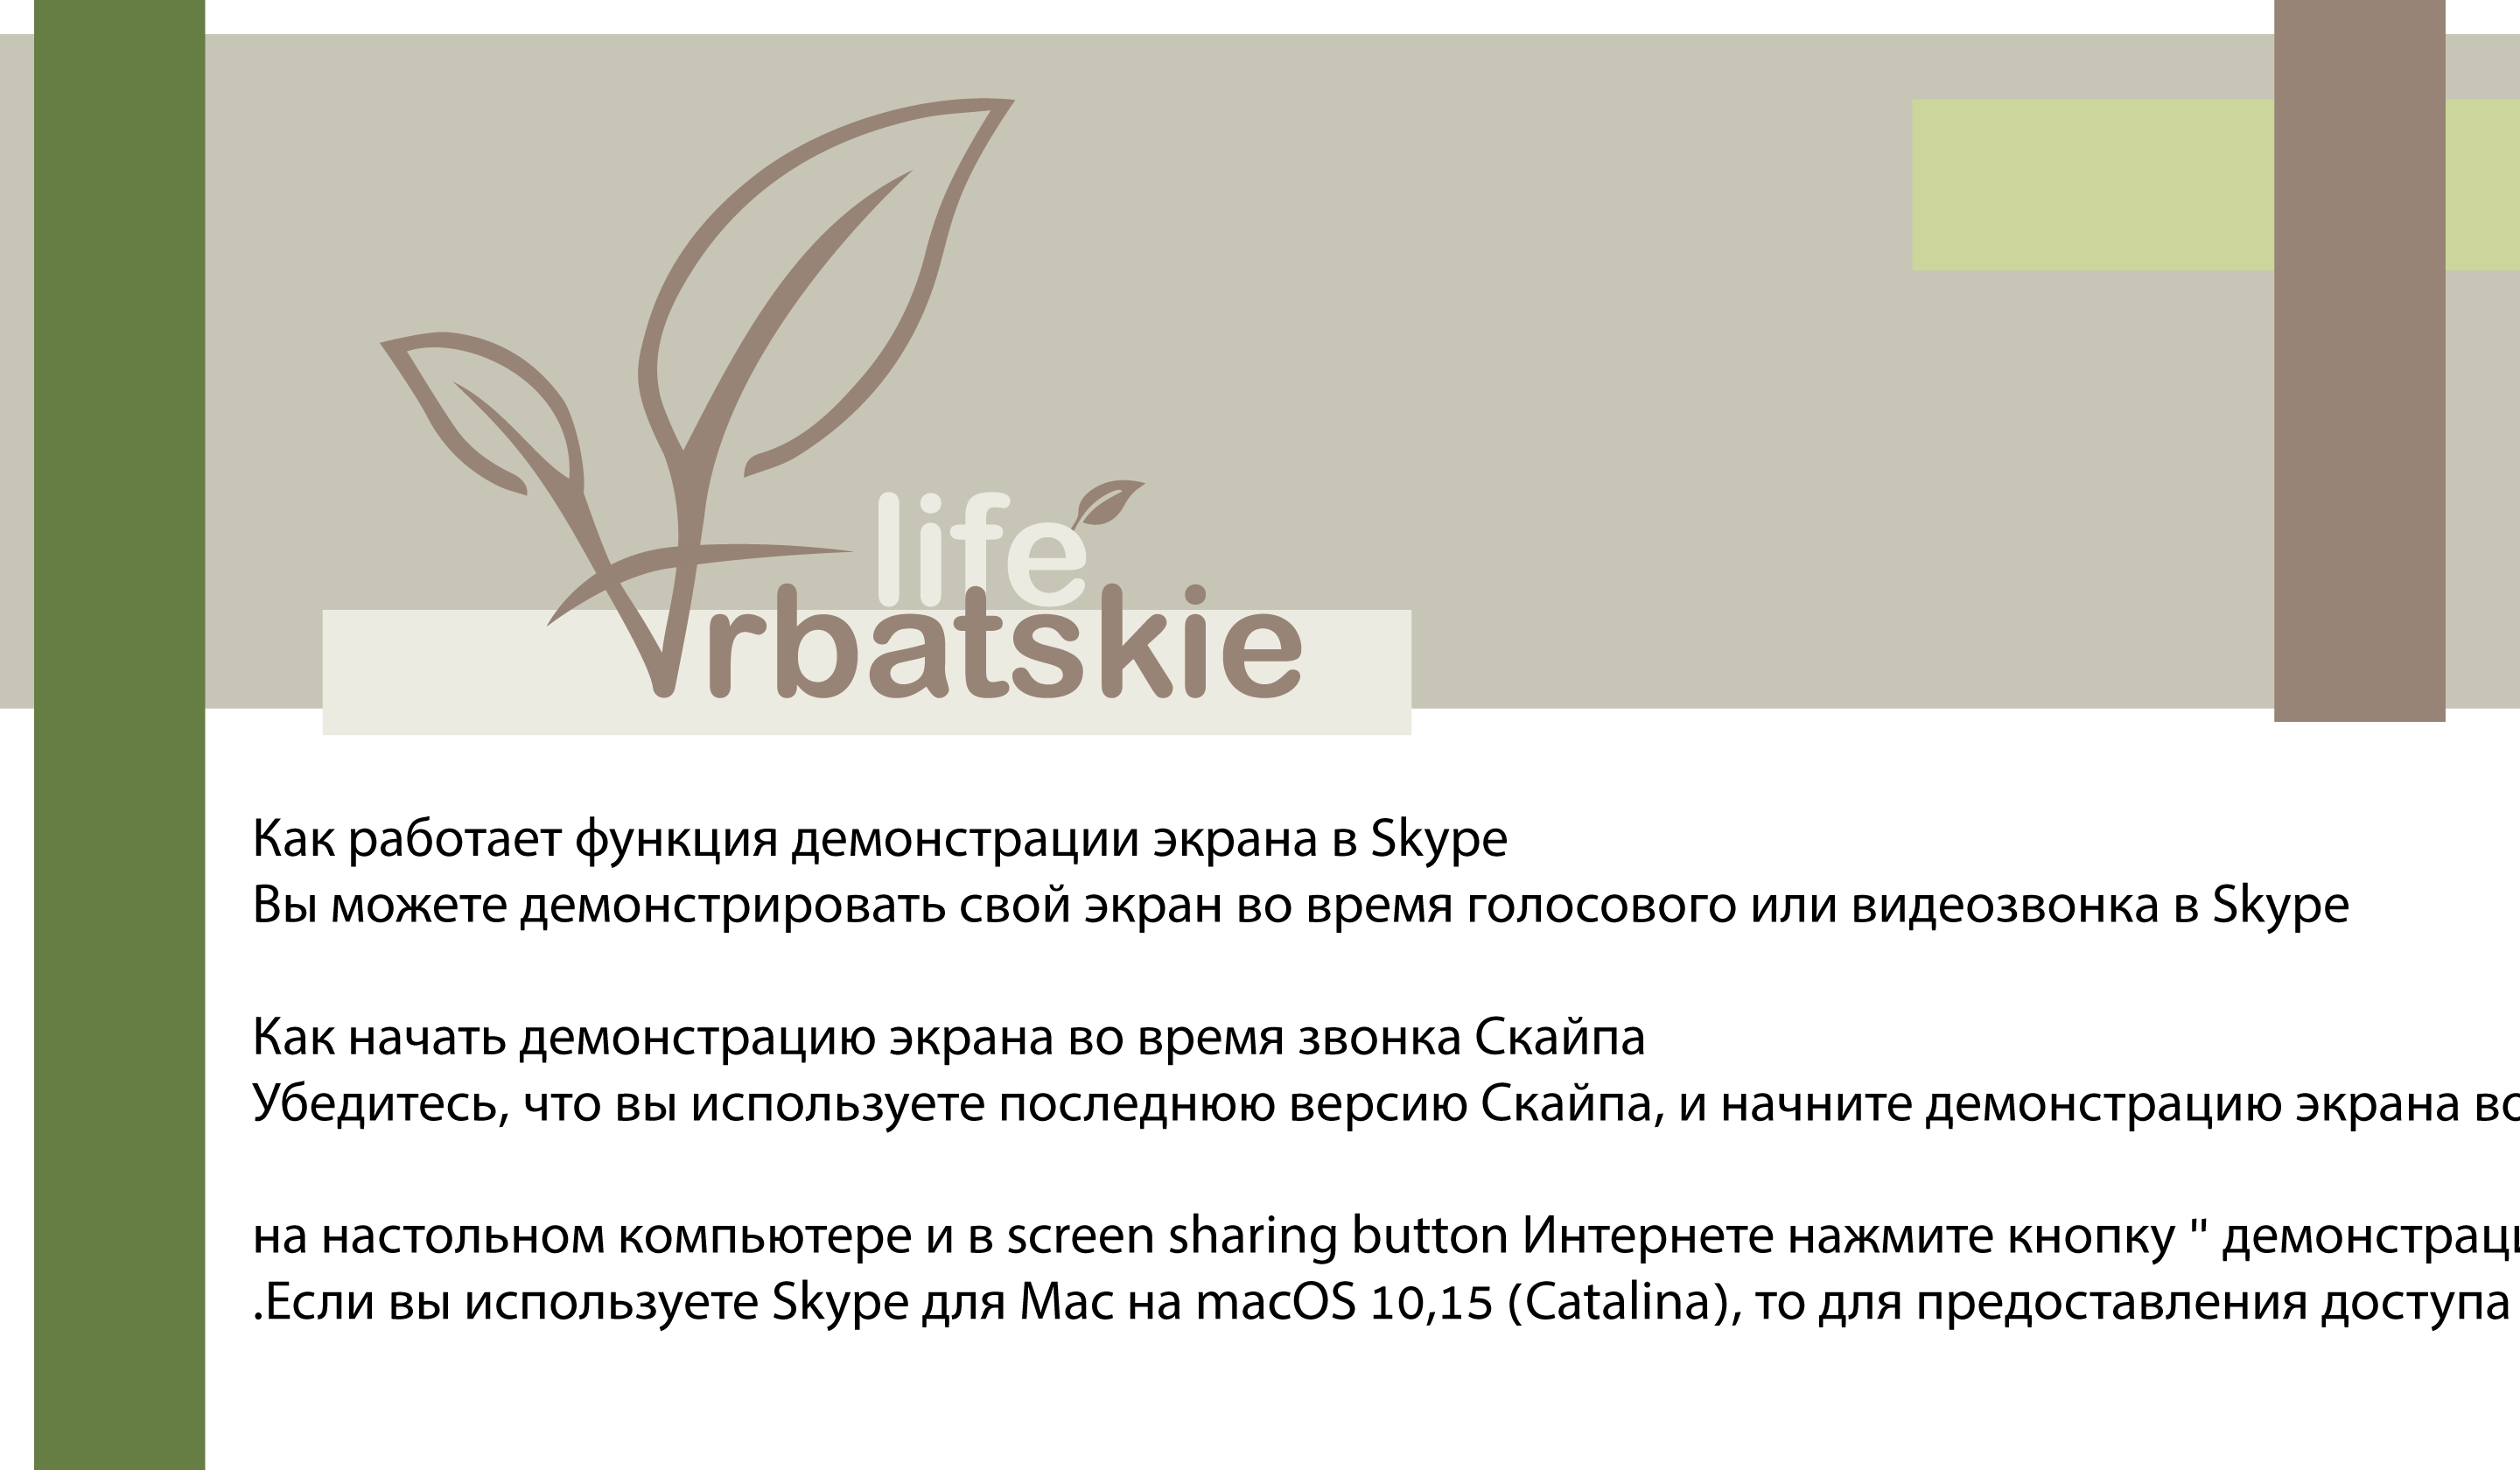 life
Vrbatskie
Как работает функция демонстрации экрана в Skype
Вы можете демонстрировать свой экран во время голосового или видеозвонка в Skype
Как начать демонстрацию экрана во время звонка Скайпа
Убедитесь, что вы используете последнюю версию Скайпа, и начните демонстрацию экрана во
на настольном компьютере и в screen sharing button Интернете нажмите кнопку " демонстрац
.Если вы используете Skype для Mac на macOS 10,15 (Catalina), то для предоставления доступа